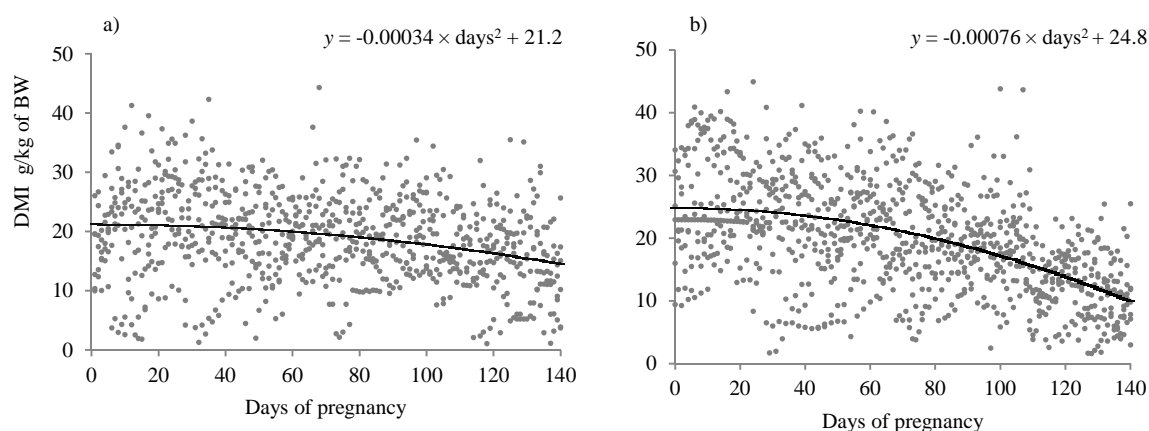 a)
y = -0.00034 × days² + 21.2
50
40
30
20
10
0
DMI g/kg of BW
0 20 40 60 80 100 120 140
Days of pregnancy
b)
y = -0.00076 × days² + 24.8
50
40
30
20
10
0
0 20 40 60 80 100 120 140
Days of pregnancy